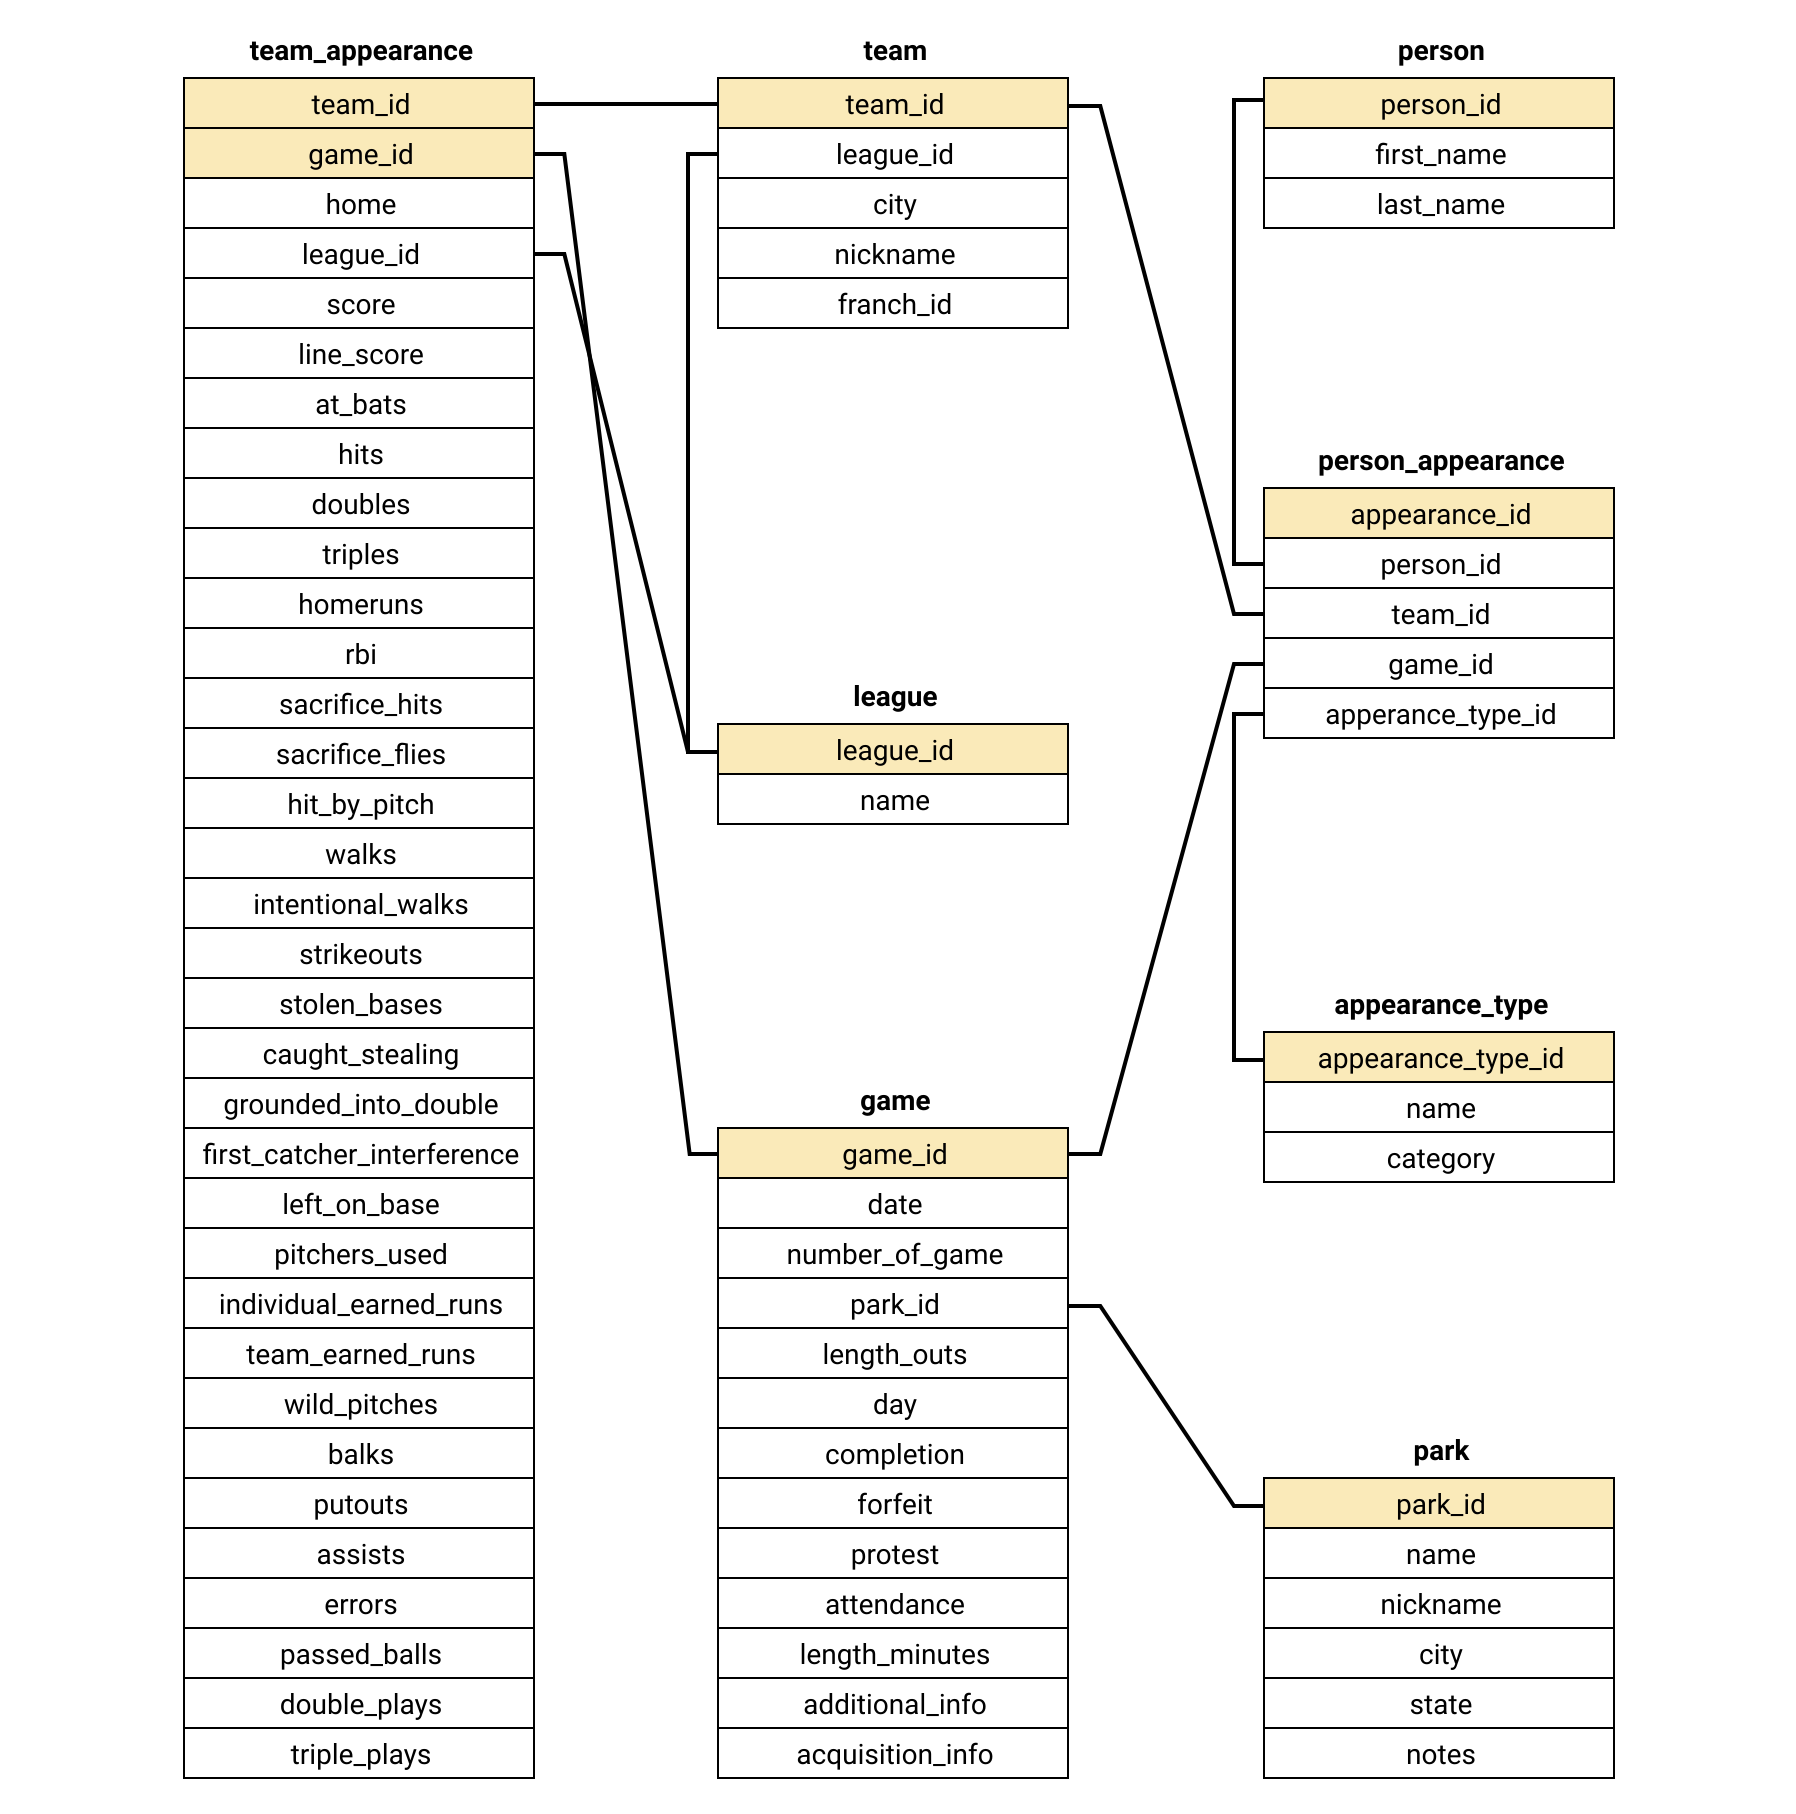 team_appearance
team_id
game_id
home
league_id
score
line_score
at_bats
hits
doubles
triples
homeruns
rbi
sacrifice_hits
sacrifice_flies
hit_by_pitch
walks
intentional_walks
strikeouts
stolen_bases
caught_stealing
grounded_into_double
first_catcher_interference
left_on_base
pitchers_used
individual_earned_runs
team_earned_runs
wild_pitches
balks
putouts
assists
errors
passed_balls
double_plays
triple_plays
team
team_id
league_id
city
nickname
franch_id
league
league_id
name
game
game_id
date
number_of_game
park_id
length_outs
day
completion
forfeit
protest
attendance
length_minutes
additional_info
acquisition_info
person
person_id
first_name
last_name
person_appearance
appearance_id
person_id
team_id
game_id
apperance_type_id
appearance_type
appearance_type_id
name
category
park
park_id
name
nickname
city
state
notes